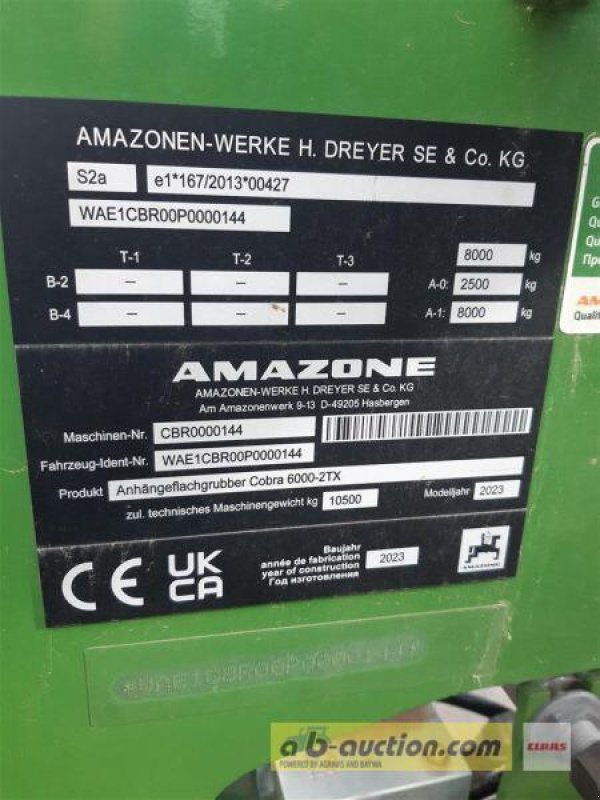 AMAZONEN-WERKE H. DREYER SE & Co. KG
S2a e1*167/2013*00427
WAE1CBR00P0000144
T-1 T-2 T-3 8000 kg
B-2 – – – A-0: 2500 kg
B-4 – – – A-1: 8000 kg
AMAZONE
AMAZONEN-WERKE H. DREYER SE & Co. KG
Am Amazonenwerk 9-13 D-49205 Hasbergen
Maschinen-Nr. CBR0000144
Fahrzeug-Ident-Nr. WAE1CBR00P0000144
Produkt Anhängeflachgrubber Cobra 6000-2TX
zul. technisches Maschinengewicht kg 10500 Modelljahr 2023
CE UK CA
Baujahr
année de fabrication
year of construction
Год изготовления
2023
AMAZONE
a/b-auction.com
POWERED BY AGRAVIS AND BAYWA
CLAAS